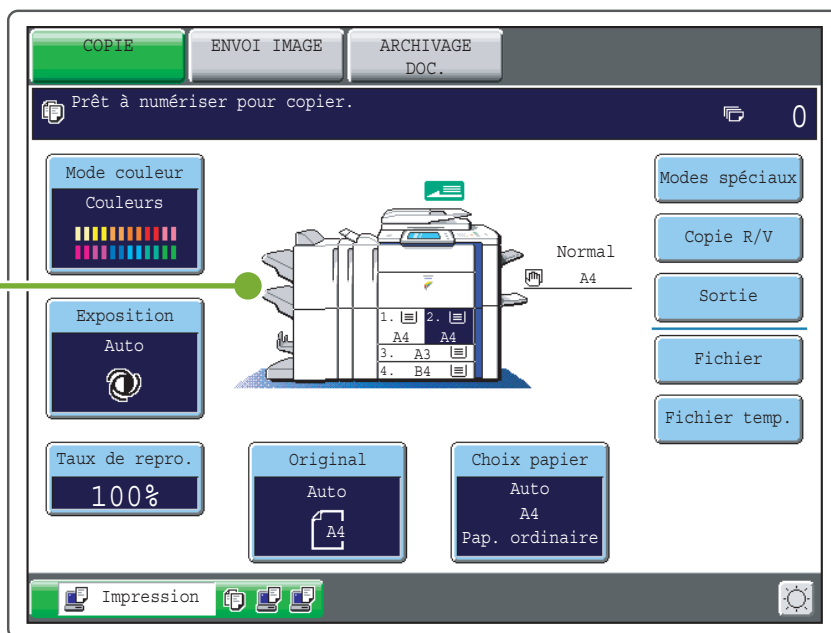 COPIE
ENVOI IMAGE
ARCHIVAGE
DOC.
Prêt à numériser pour copier.
0
Mode couleur
Couleurs
Exposition
Auto
Taux de repro.
100%
Normal
A4
1.
2.
A4
A4
3. A3
4. B4
Original
Auto
A4
Choix papier
Auto
A4
Pap. ordinaire
Modes spéciaux
Copie R/V
Sortie
Fichier
Fichier temp.
Impression